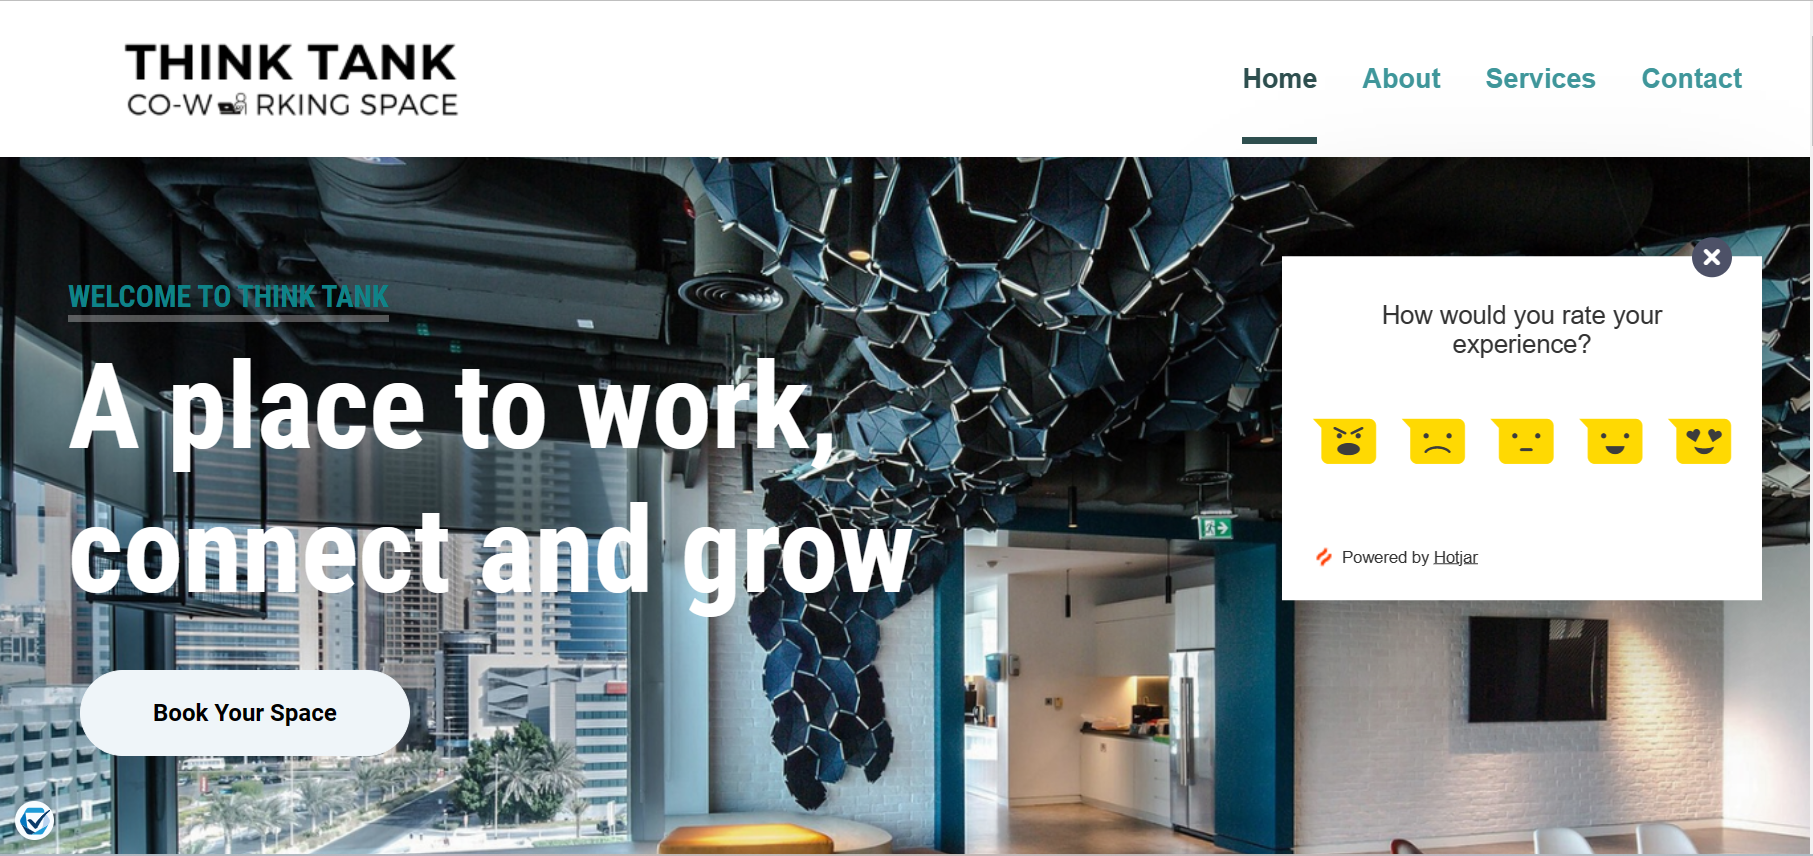 THINK TANK
CO-WORKING SPACE
Home
About
Services
Contact
WELCOME TO THINK TANK
A place to work,
connect and grow
Book Your Space
How would you rate your
experience?
Powered by Hotjar